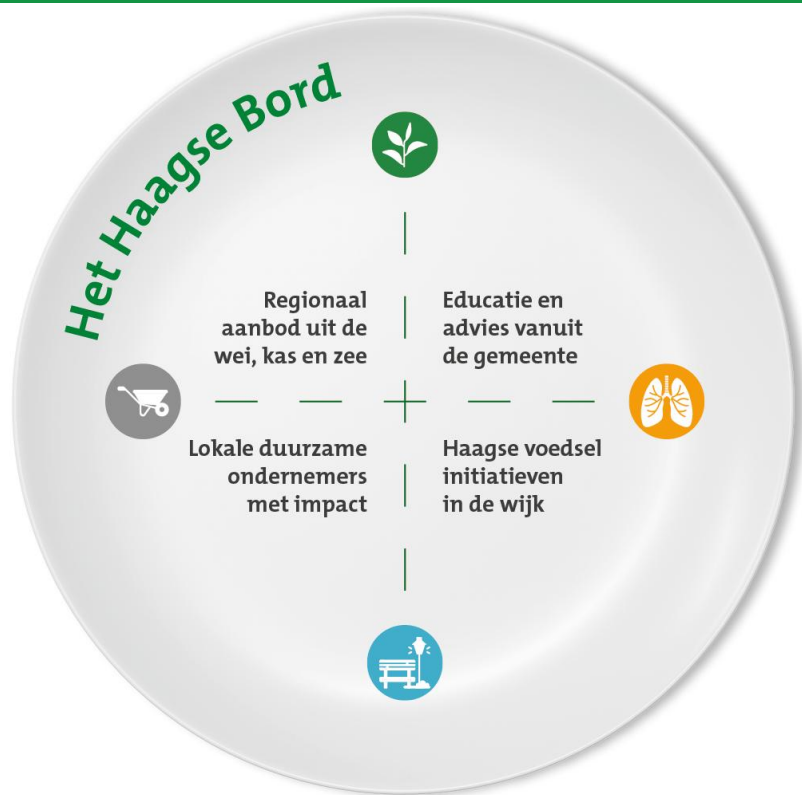 Het Haagse Bord
Regionaal
aanbod uit de
wei, kas en zee
Educatie en
advies vanuit
de gemeente
Lokale duurzame
ondernemers
met impact
Haagse voedsel
initiatieven
in de wijk